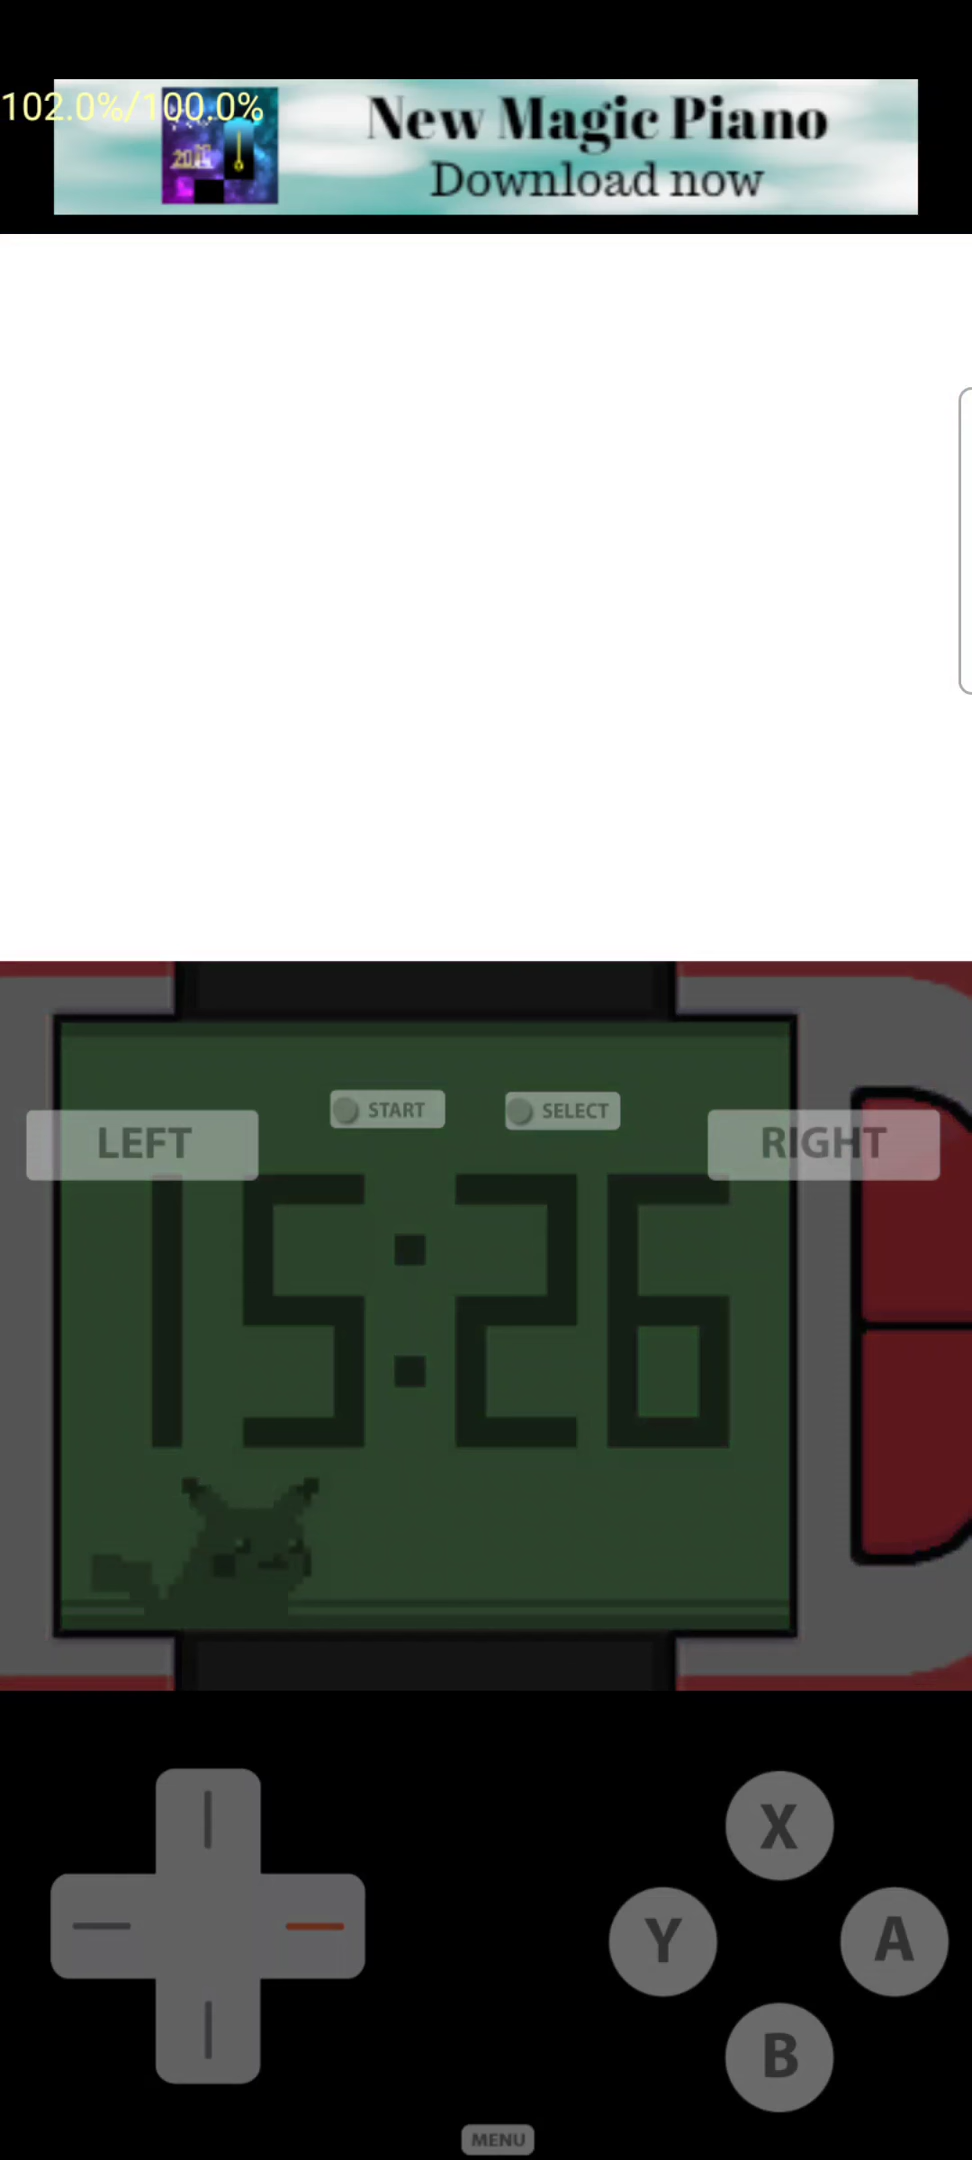 102.0%/100.0%
New Magic Piano
Download now
START
SELECT
LEFT
RIGHT
15:26
X
Y
A
B
MENU